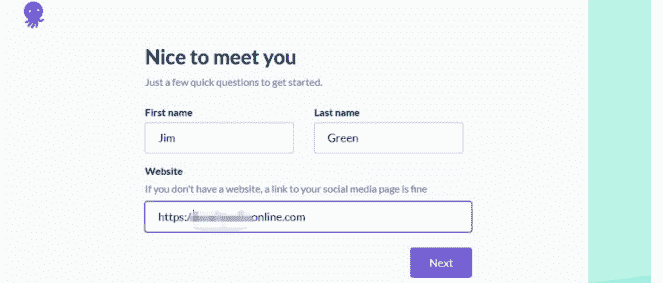 Nice to meet you
Just a few quick questions to get started.
First name Last name
Jim Green
Website
If you don't have a website, a link to your social media page is fine
https:/ online.com
Next